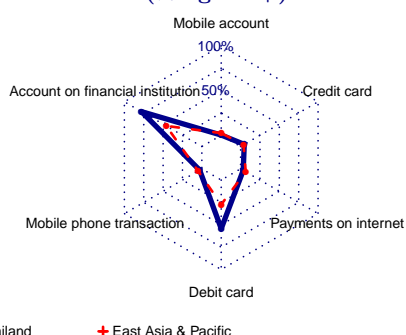 Mobile account
100%
Account on financial institution
50%
Credit card
Mobile phone transaction
Payments on internet
Debit card
East Asia & Pacific